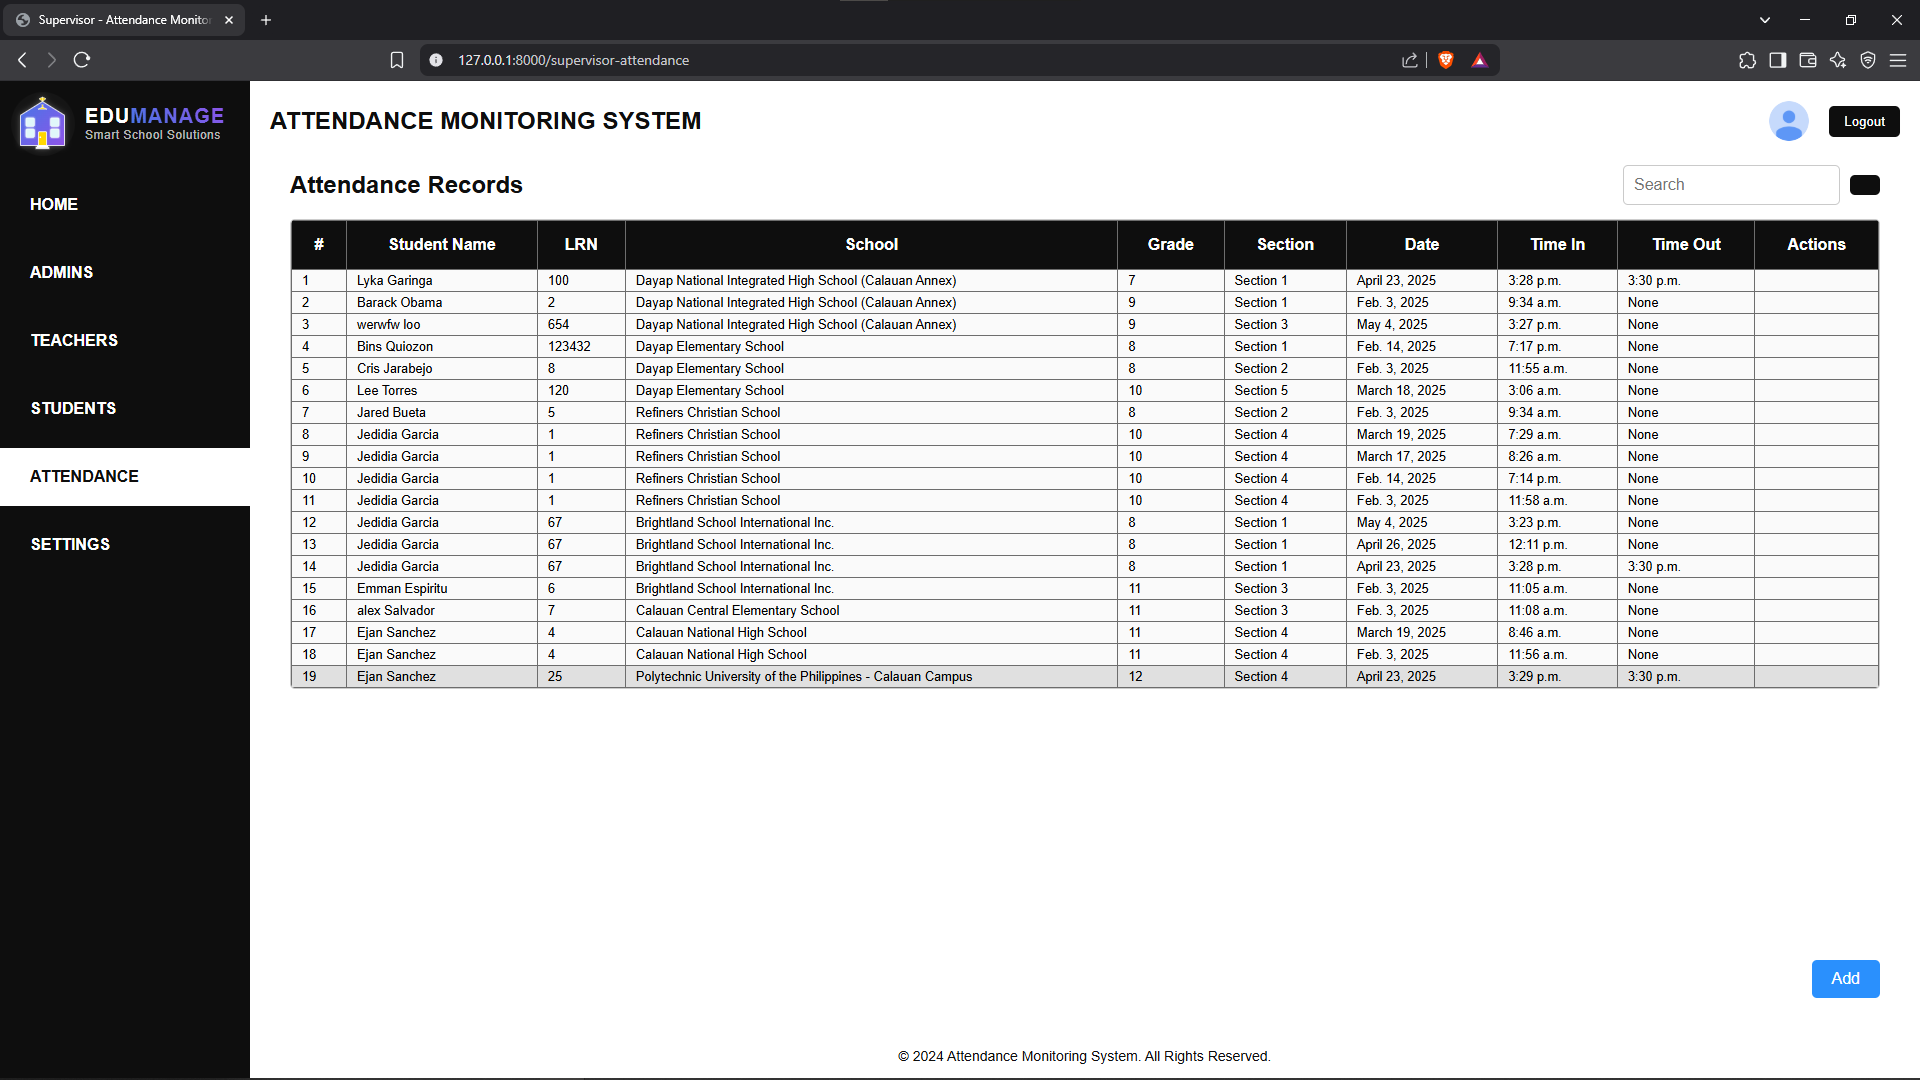 Supervisor - Attendance Monito
127.0.0.1:8000/supervisor-attendance
EDUMANAGE
Smart School Solutions
ATTENDANCE MONITORING SYSTEM
Logout
HOME
ADMINS
TEACHERS
STUDENTS
ATTENDANCE
SETTINGS
Attendance Records
Search
# Student Name LRN School Grade Section Date Time In Time Out Actions
1 Lyka Garinga 100 Dayap National Integrated High School (Calauan Annex) 7 Section 1 April 23, 2025 3:28 p.m. 3:30 p.m.
2 Barack Obama 2 Dayap National Integrated High School (Calauan Annex) 9 Section 1 Feb. 3, 2025 9:34 a.m. None
3 werwfw loo 654 Dayap National Integrated High School (Calauan Annex) 9 Section 3 May 4, 2025 3:27 p.m. None
4 Bins Quiozon 123432 Dayap Elementary School 8 Section 1 Feb. 14, 2025 7:17 p.m. None
5 Cris Jarabejo 8 Dayap Elementary School 8 Section 2 Feb. 3, 2025 11:55 a.m. None
6 Lee Torres 120 Dayap Elementary School 10 Section 5 March 18, 2025 3:06 a.m. None
7 Jared Bueta 5 Refiners Christian School 8 Section 2 Feb. 3, 2025 9:34 a.m. None
8 Jedidia Garcia 1 Refiners Christian School 10 Section 4 March 19, 2025 7:29 a.m. None
9 Jedidia Garcia 1 Refiners Christian School 10 Section 4 March 17, 2025 8:26 a.m. None
10 Jedidia Garcia 1 Refiners Christian School 10 Section 4 Feb. 14, 2025 7:14 p.m. None
11 Jedidia Garcia 1 Refiners Christian School 10 Section 4 Feb. 3, 2025 11:58 a.m. None
12 Jedidia Garcia 67 Brightland School International Inc. 8 Section 1 May 4, 2025 3:23 p.m. None
13 Jedidia Garcia 67 Brightland School International Inc. 8 Section 1 April 26, 2025 12:11 p.m. None
14 Jedidia Garcia 67 Brightland School International Inc. 8 Section 1 April 23, 2025 3:28 p.m. 3:30 p.m.
15 Emman Espiritu 6 Brightland School International Inc. 11 Section 3 Feb. 3, 2025 11:05 a.m. None
16 alex Salvador 7 Calauan Central Elementary School 11 Section 3 Feb. 3, 2025 11:08 a.m. None
17 Ejan Sanchez 4 Calauan National High School 11 Section 4 March 19, 2025 8:46 a.m. None
18 Ejan Sanchez 4 Calauan National High School 11 Section 4 Feb. 3, 2025 11:56 a.m. None
19 Ejan Sanchez 25 Polytechnic University of the Philippines - Calauan Campus 12 Section 4 April 23, 2025 3:29 p.m. 3:30 p.m.
Add
© 2024 Attendance Monitoring System. All Rights Reserved.